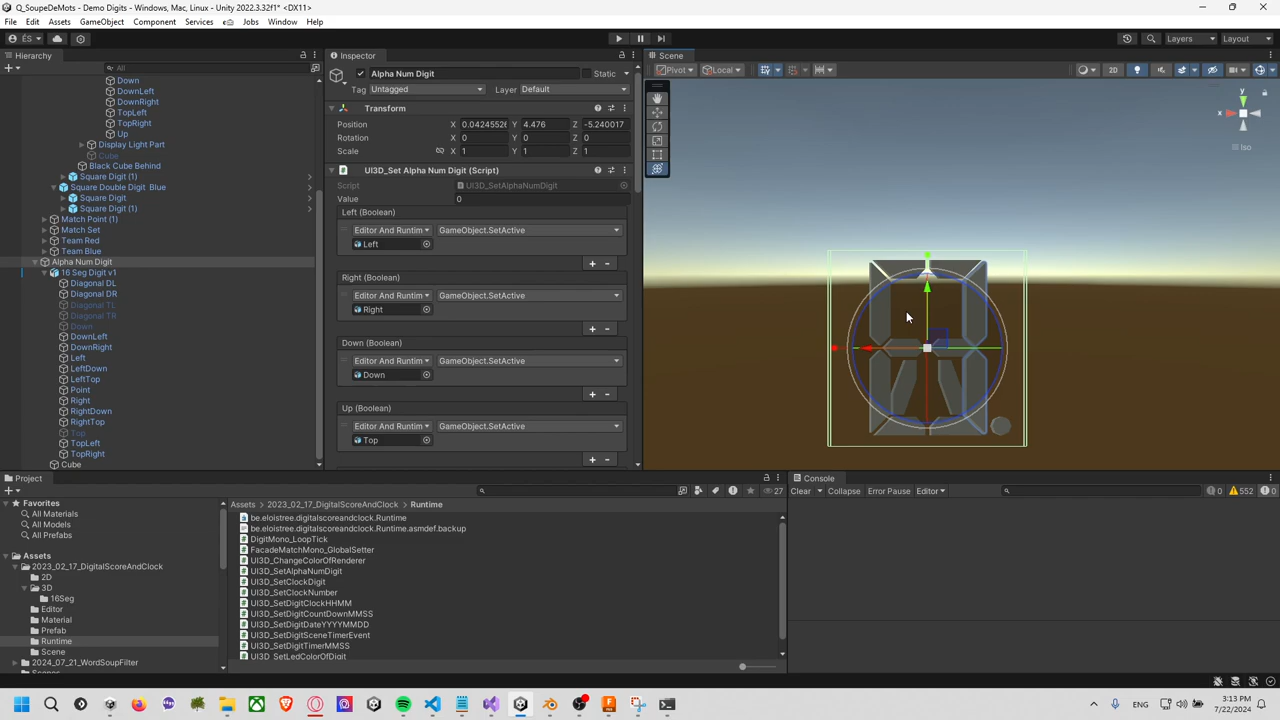 Q_SoupeDeMots - Demo Digits - Windows, Mac, Linux - Unity 2022.3.32f1* <DX11>
File Edit Assets GameObject Component Services Jobs Window Help
ÉS Layers Layout
Hierarchy
All
Down
DownLeft
DownRight
TopLeft
TopRight
Up
Display Light Part
Cube
Black Cube Behind
Square Digit (1)
Square Double Digit Blue
Square Digit
Square Digit (1)
Match Point (1)
Match Set
Team Red
Team Blue
Alpha Num Digit
16 Seg Digit v1
Diagonal DL
Diagonal DR
Diagonal TL
Diagonal TR
Down
DownLeft
DownRight
Left
LeftDown
LeftTop
Point
Right
RightDown
RightTop
Top
TopLeft
TopRight
Cube
Inspector
Alpha Num Digit Static
Tag Untagged Layer Default
Transform
Position X 0.0424552 Y 4.476 Z -5.240017
Rotation X 0 Y 0 Z 0
Scale X 1 Y 1 Z 1
UI3D_Set Alpha Num Digit (Script)
Script UI3D_SetAlphaNumDigit
Value 0
Left (Boolean)
Editor And Runtim GameObject.SetActive
Left
Right (Boolean)
Editor And Runtim GameObject.SetActive
Right
Down (Boolean)
Editor And Runtim GameObject.SetActive
Down
Up (Boolean)
Editor And Runtim GameObject.SetActive
Top
Scene
Pivot Local 2D
y
x
Iso
Project
27
Favorites
All Materials
All Models
All Prefabs
Assets
2023_02_17_DigitalScoreAndClock
2D
3D
16Seg
Editor
Material
Prefab
Runtime
Scene
2024_07_21_WordSoupFilter
Assets > 2023_02_17_DigitalScoreAndClock > Runtime
be.eloistree.digitalscoreandclock.Runtime
be.eloistree.digitalscoreandclock.Runtime.asmdef.backup
DigitMono_LoopTick
FacadeMatchMono_GlobalSetter
UI3D_ChangeColorOfRenderer
UI3D_SetAlphaNumDigit
UI3D_SetClockDigit
UI3D_SetClockNumber
UI3D_SetDigitClockHHMM
UI3D_SetDigitCountDownMMSS
UI3D_SetDigitDateYYYYMMDD
UI3D_SetDigitSceneTimerEvent
UI3D_SetDigitTimerMMSS
UI3D_SetLedColorOfDigit
Console
Clear Collapse Error Pause Editor 0 552 0
ENG 3:13 PM
7/22/2024